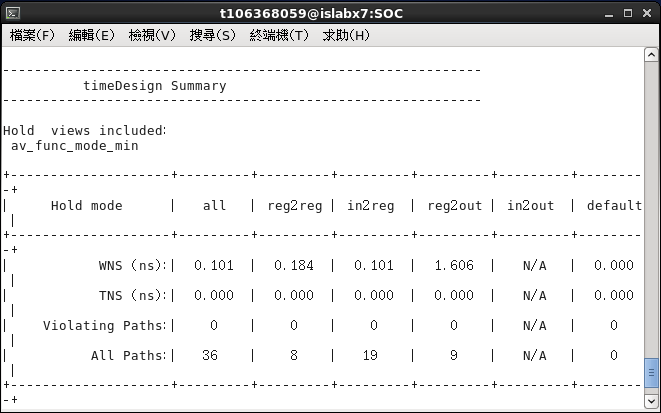 t106368059@islabx7:SOC
檔案(F) 編輯(E) 檢視(V) 搜尋(S) 終端機(T) 求助(H)
------------------------------------------------------------
          timeDesign Summary
------------------------------------------------------------
Hold  views included:
 av_func_mode_min
+--------------------+---------+---------+---------+---------+---------+--------
-+
|     Hold mode      |   all   | reg2reg | in2reg  | reg2out | in2out  | default
 |
+--------------------+---------+---------+---------+---------+---------+--------
-+
|           WNS (ns):|  0.101  |  0.184  |  0.101  |  1.606  |   N/A   |  0.000
 |
|           TNS (ns):|  0.000  |  0.000  |  0.000  |  0.000  |   N/A   |  0.000
 |
|    Violating Paths:|    0    |    0    |    0    |    0    |   N/A   |    0
 |
|          All Paths:|   36    |    8    |   19    |    9    |   N/A   |    0
 |
+--------------------+---------+---------+---------+---------+---------+--------
-+